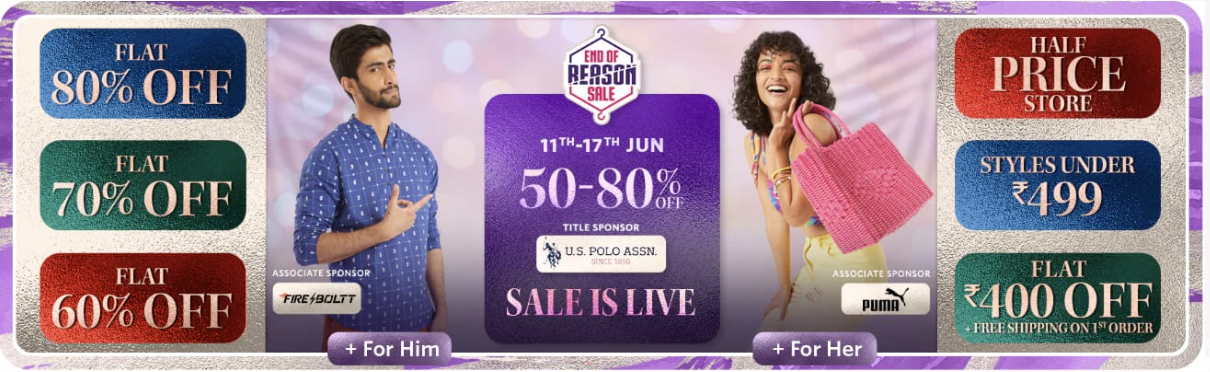 FLAT
80% OFF
FLAT
70% OFF
FLAT
60% OFF
ASSOCIATE SPONSOR
FIRE BOLTT
+ For Him
END OF
REASON
SALE
11TH-17TH JUN
50-80% OFF
TITLE SPONSOR
U.S. POLO ASSN.
SINCE 1890
SALE IS LIVE
ASSOCIATE SPONSOR
PUMA
+ For Her
HALF
PRICE
STORE
STYLES UNDER
₹499
FLAT
₹400 OFF
+ FREE SHIPPING ON 1ST ORDER